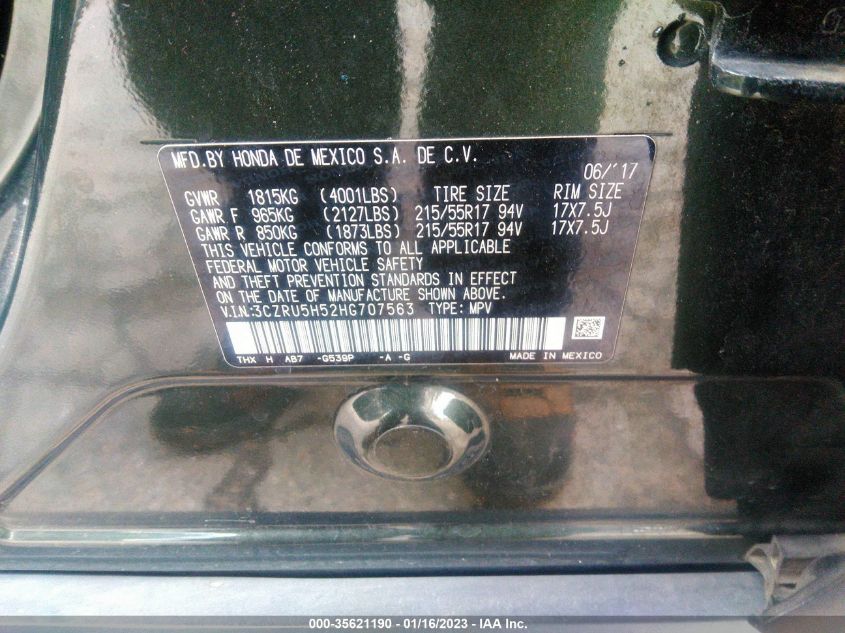 MFD.BY HONDA DE MEXICO S.A. DE C.V.
06/'17
GVWR 1815KG (4001LBS) TIRE SIZE RIM SIZE
GAWR F 965KG (2127LBS) 215/55R17 94V 17X7.5J
GAWR R 850KG (1873LBS) 215/55R17 94V 17X7.5J
THIS VEHICLE CONFORMS TO ALL APPLICABLE
FEDERAL MOTOR VEHICLE SAFETY
AND THEFT PREVENTION STANDARDS IN EFFECT
ON THE DATE OF MANUFACTURE SHOWN ABOVE.
V.I.N:3CZRU5H52HG707563 TYPE: MPV
THX H AB7 -G539P -A -G MADE IN MEXICO
000-35621190 - 01/16/2023 - IAA Inc.